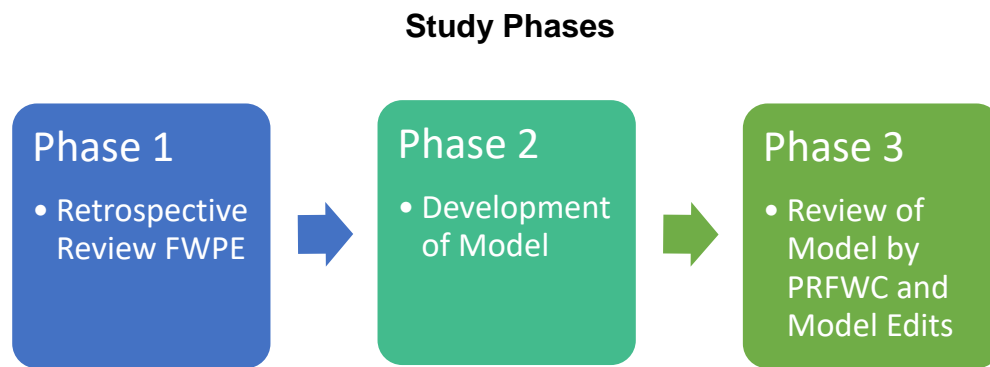 Study Phases
Phase 1
• Retrospective
Review FWPE
Phase 2
• Development
of Model
Phase 3
• Review of
Model by
PRFWC and
Model Edits